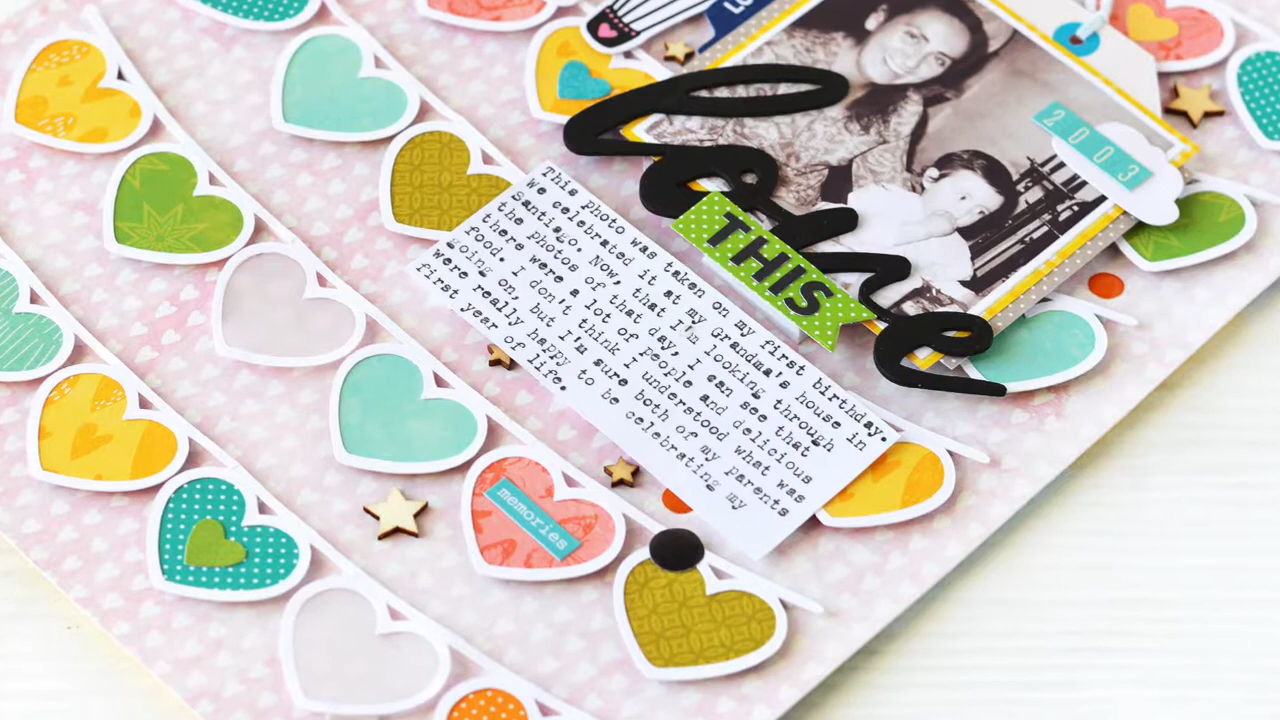 LO
2003
love
THIS
This photo was taken on my first birthday.
We celebrated it at my Grandma's house in
Santiago. Now, that I'm looking through
the photos of that day, I can see that
there were a lot of people and delicious
food. I don't think I understood what was
going on, but I'm sure both of my parents
were really happy to be celebrating my
first year of life.
memories